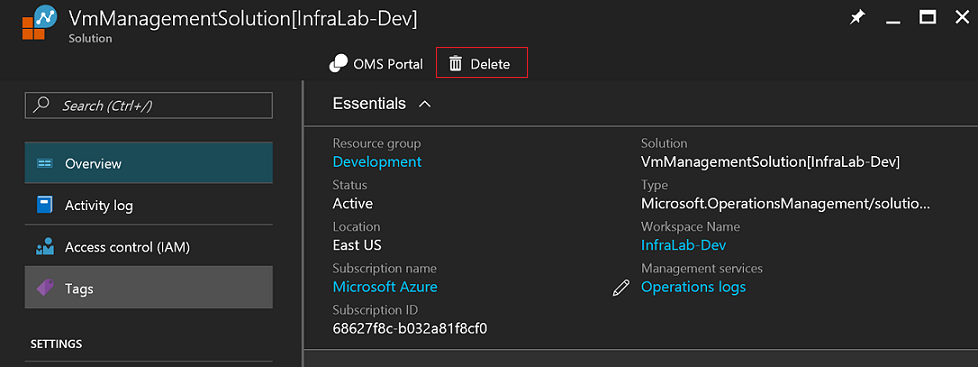 VmManagementSolution[InfraLab-Dev]
Solution
OMS Portal
Delete
Search (Ctrl+/)
Overview
Activity log
Access control (IAM)
Tags
SETTINGS
Essentials
Resource group
Development
Status
Active
Location
East US
Subscription name
Microsoft Azure
Subscription ID
68627f8c-b032a81f8cf0
Solution
VmManagementSolution[InfraLab-Dev]
Type
Microsoft.OperationsManagement/solutio...
Workspace Name
InfraLab-Dev
Management services
Operations logs